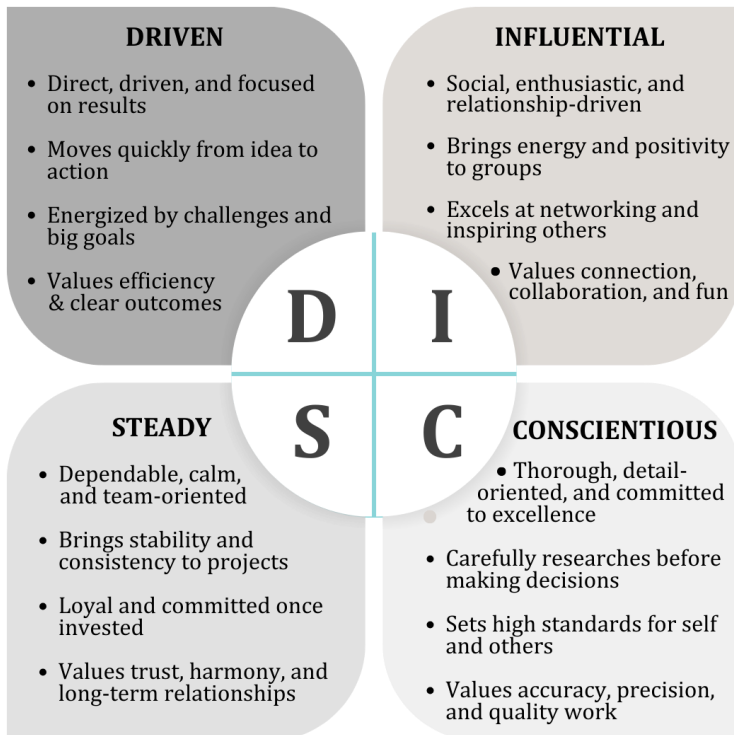 DRIVEN
• Direct, driven, and focused
on results
• Moves quickly from idea to
action
• Energized by challenges and
big goals
• Values efficiency
& clear outcomes
INFLUENTIAL
• Social, enthusiastic, and
relationship-driven
• Brings energy and positivity
to groups
• Excels at networking and
inspiring others
• Values connection,
collaboration, and fun
D I
S C
STEADY
• Dependable, calm,
and team-oriented
• Brings stability and
consistency to projects
• Loyal and committed once
invested
• Values trust, harmony, and
long-term relationships
CONSCIENTIOUS
• Thorough, detail-
oriented, and committed
to excellence
• Carefully researches before
making decisions
• Sets high standards for self
and others
• Values accuracy, precision,
and quality work